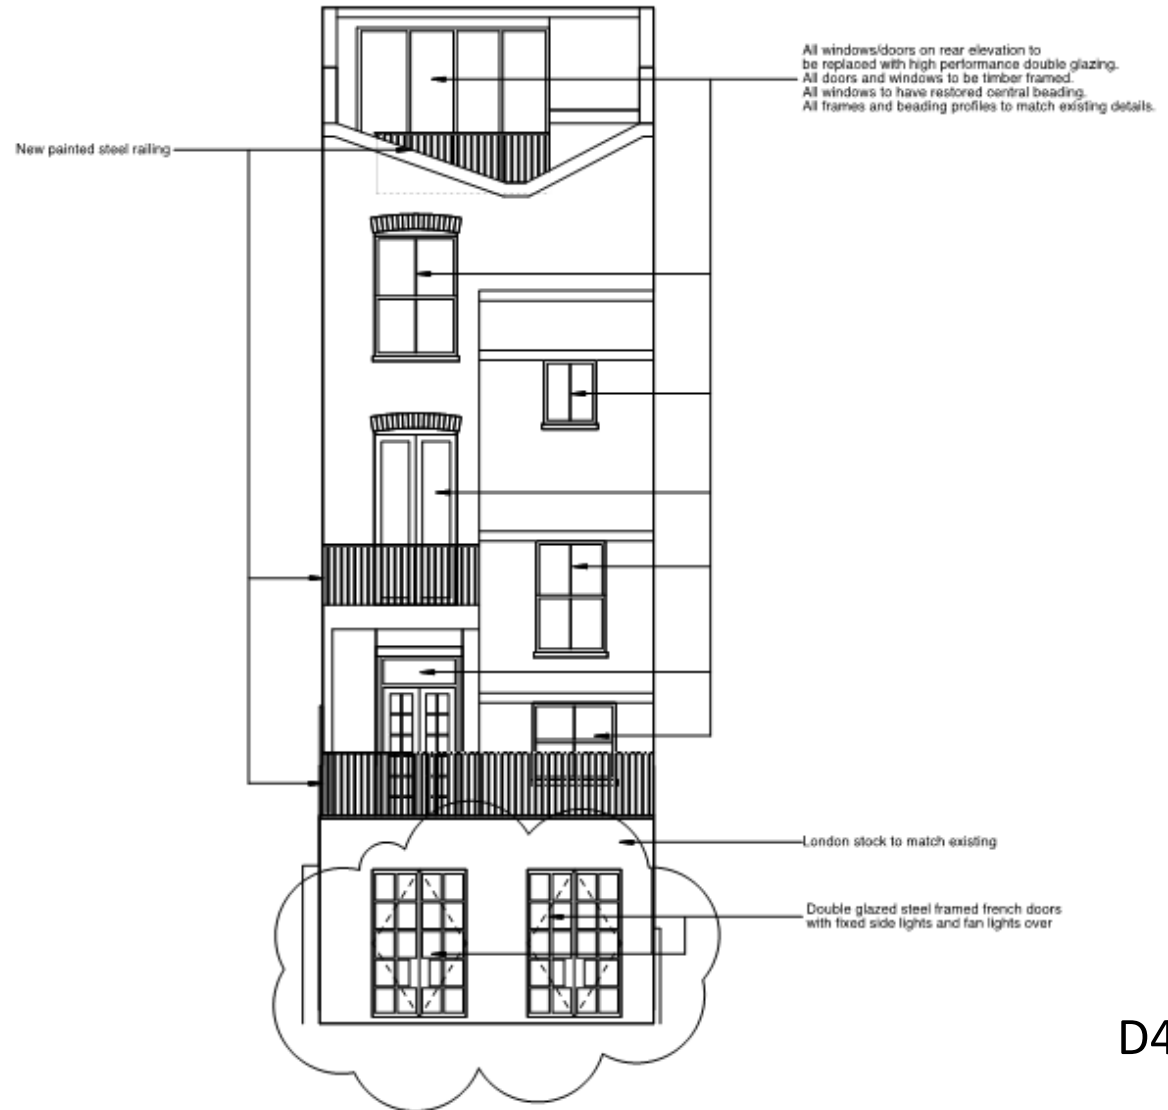 All windows/doors on rear elevation to
be replaced with high performance double glazing.
All doors and windows to be timber framed.
All windows to have restored central beading.
All frames and beading profiles to match existing details.
New painted steel railing
London stock to match existing
Double glazed steel framed french doors
with fixed side lights and fan lights over
D4